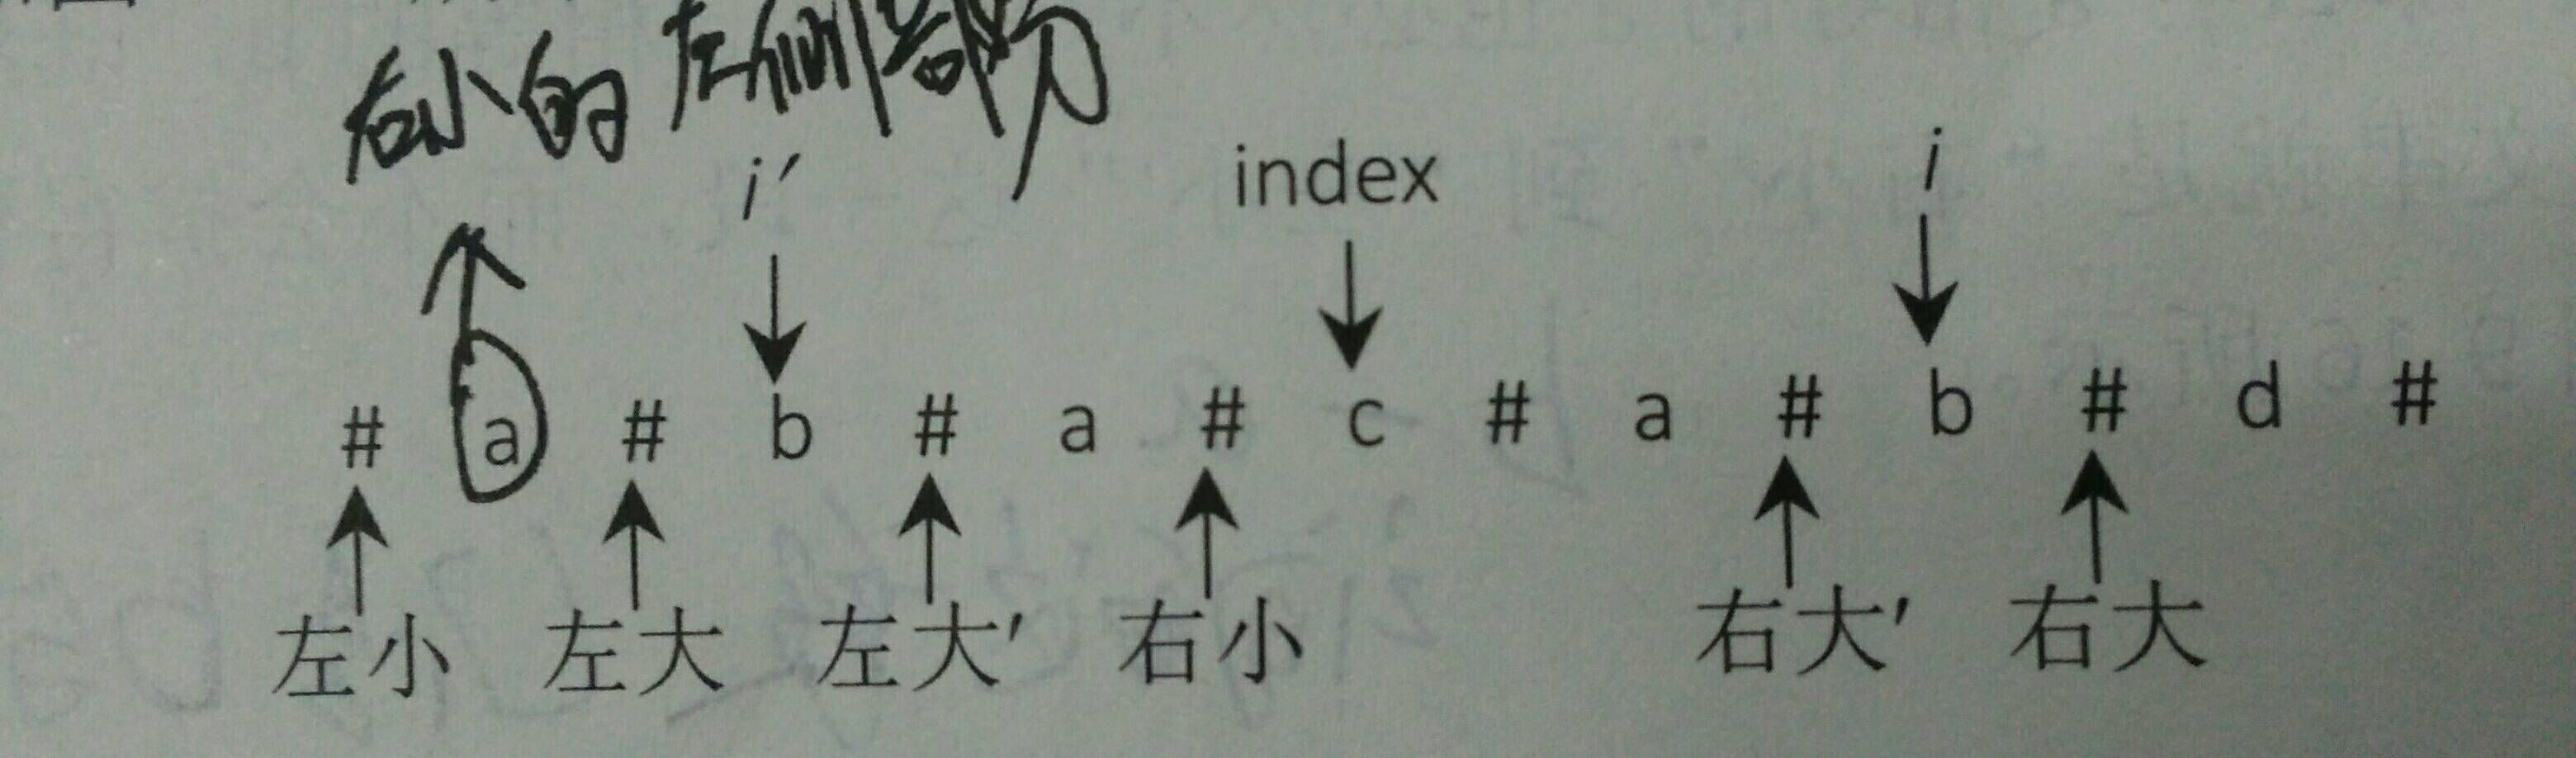 右小的左侧部分
i′ index i
# a # b # a # c # a # b # d #
左小 左大 左大′ 右小 右大′ 右大